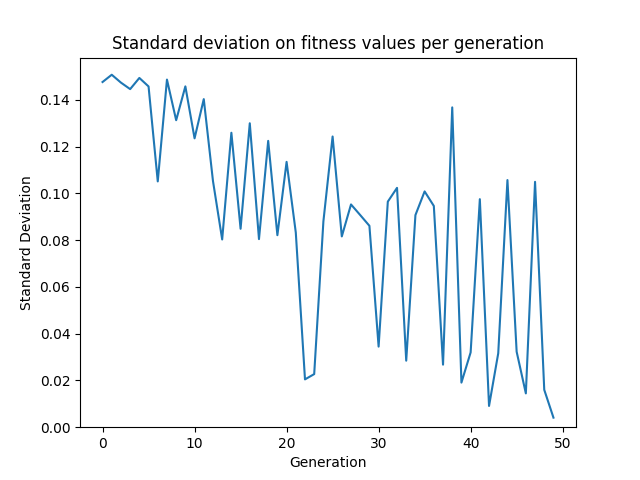 Standard deviation on fitness values per generation
0.14
0.12
0.10
0.08
0.06
0.04
0.02
0.00
Standard Deviation
0 10 20 30 40 50
Generation